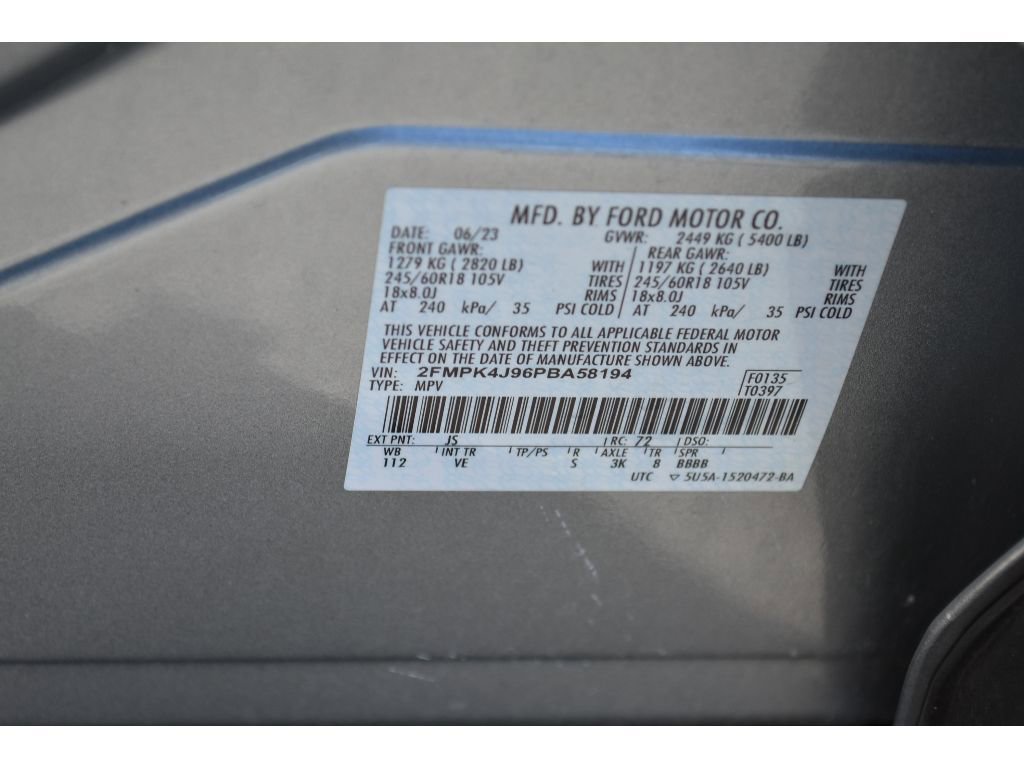 MFD. BY FORD MOTOR CO.
DATE: 06/23 GVWR: 2449 KG ( 5400 LB)
FRONT GAWR: REAR GAWR:
1279 KG ( 2820 LB) WITH 1197 KG ( 2640 LB) WITH
245/60R18 105V TIRES 245/60R18 105V TIRES
18x8.0J RIMS 18x8.0J RIMS
AT 240 kPa/ 35 PSI COLD AT 240 kPa/ 35 PSI COLD
THIS VEHICLE CONFORMS TO ALL APPLICABLE FEDERAL MOTOR
VEHICLE SAFETY AND THEFT PREVENTION STANDARDS IN
EFFECT ON THE DATE OF MANUFACTURE SHOWN ABOVE.
VIN: 2FMPK4J96PBA58194 F0135
TYPE: MPV T0397
EXT PNT: JS RC: 72 DSO:
WB INT TR TP/PS R AXLE TR SPR
112 VE S 3K 8 BBBB
UTC ▽ 5U5A-1520472-BA